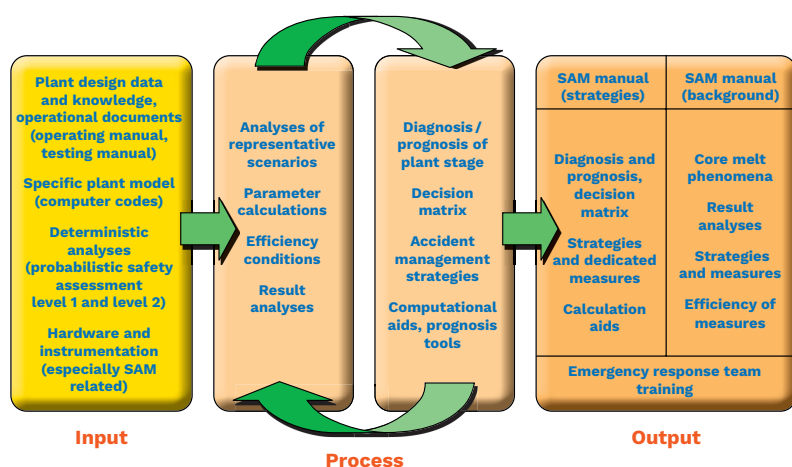 Plant design data
and knowledge,
operational documents
(operating manual,
testing manual)
Specific plant model
(computer codes)
Deterministic
analyses
(probabilistic safety
assessment
level 1 and level 2)
Hardware and
instrumentation
(especially SAM
related)
Input
Analyses of
representative
scenarios
Parameter
calculations
Efficiency
conditions
Result
analyses
Diagnosis /
prognosis of
plant stage
Decision
matrix
Accident
management
strategies
Computational
aids, prognosis
tools
Process
SAM manual
(strategies)
Diagnosis and
prognosis,
decision
matrix
Strategies
and dedicated
measures
Calculation
aids
SAM manual
(background)
Core melt
phenomena
Result
analyses
Strategies
and measures
Efficiency of
measures
Emergency response team
training
Output